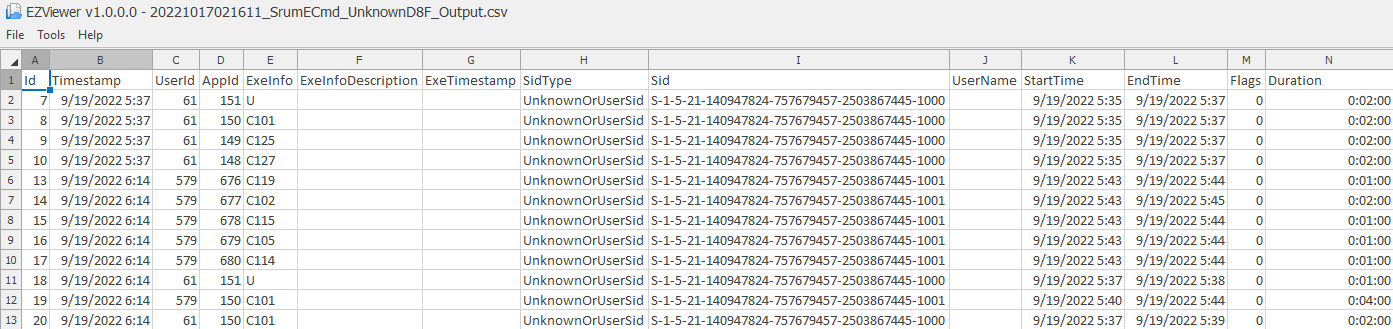 EZViewer v1.0.0.0 - 20221017021611_SrumECmd_UnknownD8F_Output.csv
File Tools Help
A B C D E F G H I J K L M N
1 Id Timestamp UserId AppId ExeInfo ExeInfoDescription ExeTimestamp SidType Sid UserName StartTime EndTime Flags Duration
2 7 9/19/2022 5:37 61 151 U UnknownOrUserSid S-1-5-21-140947824-757679457-2503867445-1000 9/19/2022 5:35 9/19/2022 5:37 0 0:02:00
3 8 9/19/2022 5:37 61 150 C101 UnknownOrUserSid S-1-5-21-140947824-757679457-2503867445-1000 9/19/2022 5:35 9/19/2022 5:37 0 0:02:00
4 9 9/19/2022 5:37 61 149 C125 UnknownOrUserSid S-1-5-21-140947824-757679457-2503867445-1000 9/19/2022 5:35 9/19/2022 5:37 0 0:02:00
5 10 9/19/2022 5:37 61 148 C127 UnknownOrUserSid S-1-5-21-140947824-757679457-2503867445-1000 9/19/2022 5:35 9/19/2022 5:37 0 0:02:00
6 13 9/19/2022 6:14 579 676 C119 UnknownOrUserSid S-1-5-21-140947824-757679457-2503867445-1001 9/19/2022 5:43 9/19/2022 5:44 0 0:01:00
7 14 9/19/2022 6:14 579 677 C102 UnknownOrUserSid S-1-5-21-140947824-757679457-2503867445-1001 9/19/2022 5:43 9/19/2022 5:45 0 0:02:00
8 15 9/19/2022 6:14 579 678 C115 UnknownOrUserSid S-1-5-21-140947824-757679457-2503867445-1001 9/19/2022 5:43 9/19/2022 5:44 0 0:01:00
9 16 9/19/2022 6:14 579 679 C105 UnknownOrUserSid S-1-5-21-140947824-757679457-2503867445-1001 9/19/2022 5:43 9/19/2022 5:44 0 0:01:00
10 17 9/19/2022 6:14 579 680 C114 UnknownOrUserSid S-1-5-21-140947824-757679457-2503867445-1001 9/19/2022 5:43 9/19/2022 5:44 0 0:01:00
11 18 9/19/2022 6:14 61 151 U UnknownOrUserSid S-1-5-21-140947824-757679457-2503867445-1000 9/19/2022 5:37 9/19/2022 5:38 0 0:01:00
12 19 9/19/2022 6:14 579 150 C101 UnknownOrUserSid S-1-5-21-140947824-757679457-2503867445-1001 9/19/2022 5:40 9/19/2022 5:44 0 0:04:00
13 20 9/19/2022 6:14 61 150 C101 UnknownOrUserSid S-1-5-21-140947824-757679457-2503867445-1000 9/19/2022 5:37 9/19/2022 5:39 0 0:02:00